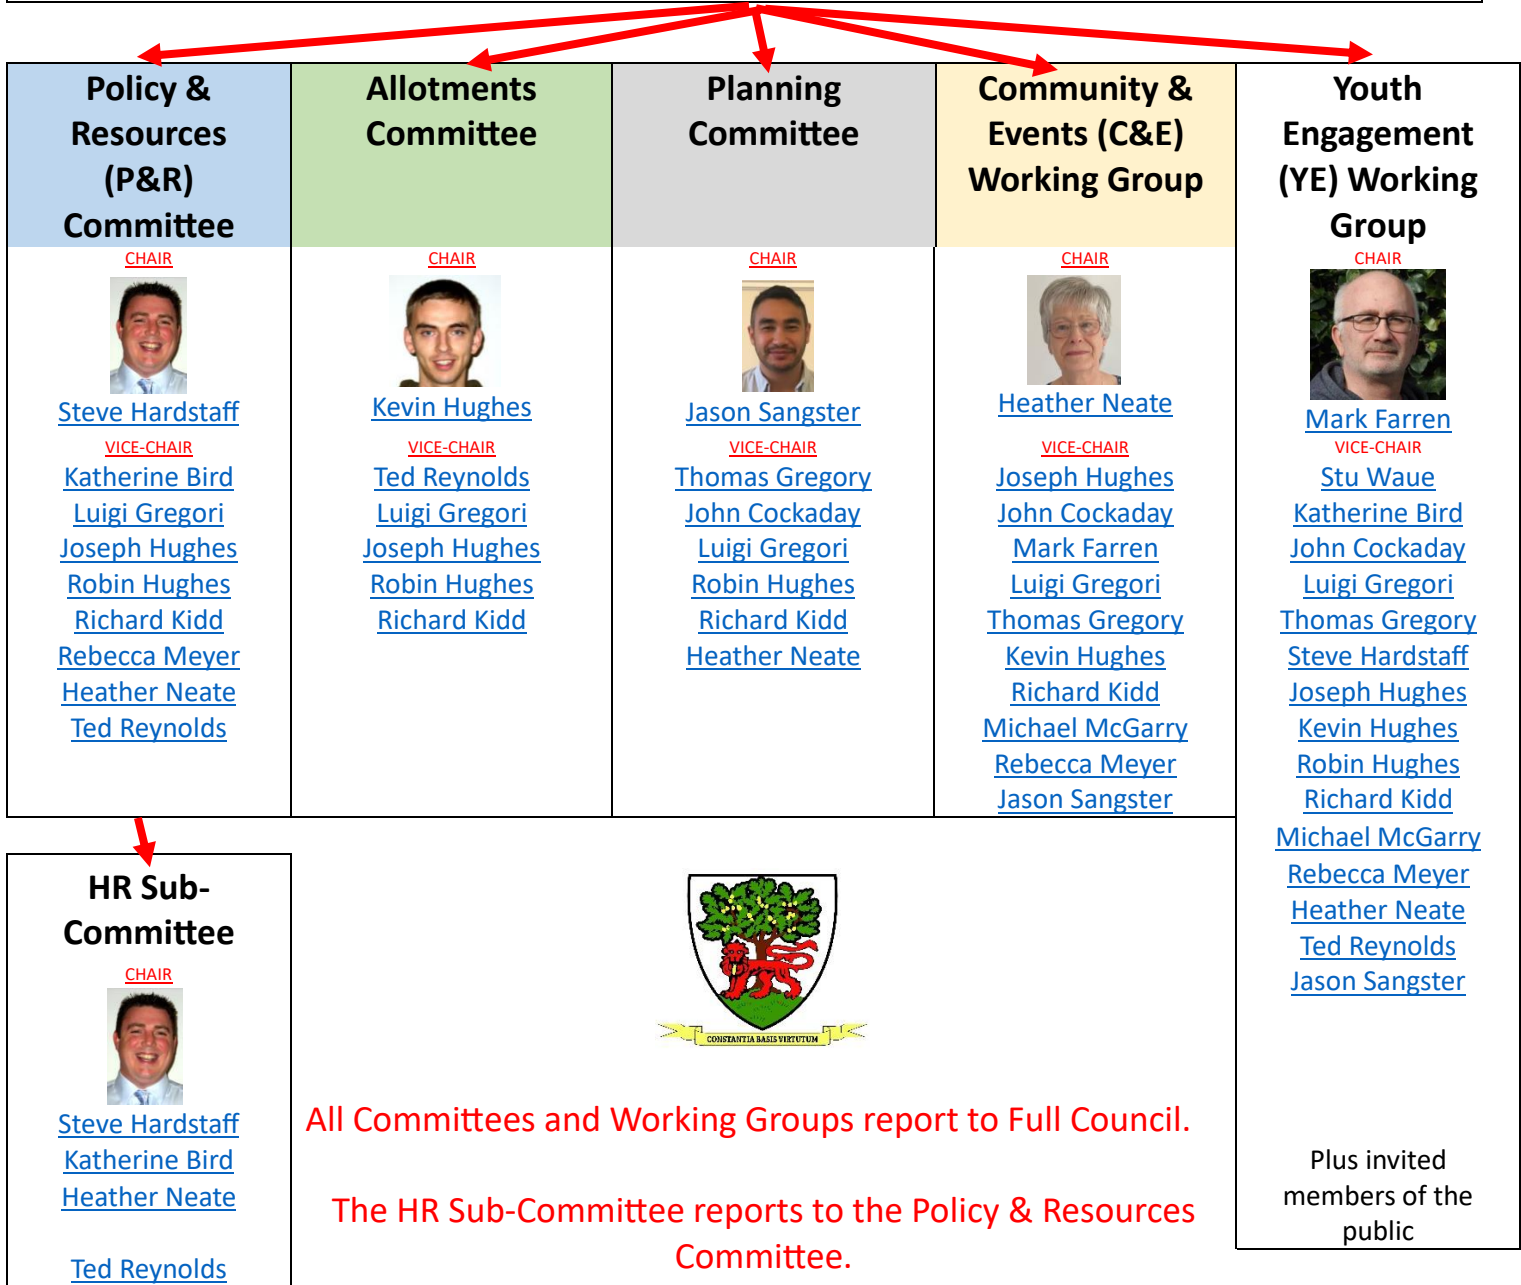 Policy &
Resources
(P&R)
Committee
CHAIR
Steve Hardstaff
VICE-CHAIR
Katherine Bird
Luigi Gregori
Joseph Hughes
Robin Hughes
Richard Kidd
Rebecca Meyer
Heather Neate
Ted Reynolds
Allotments
Committee
CHAIR
Kevin Hughes
VICE-CHAIR
Ted Reynolds
Luigi Gregori
Joseph Hughes
Robin Hughes
Richard Kidd
Planning
Committee
CHAIR
Jason Sangster
VICE-CHAIR
Thomas Gregory
John Cockaday
Luigi Gregori
Robin Hughes
Richard Kidd
Heather Neate
Community &
Events (C&E)
Working Group
CHAIR
Heather Neate
VICE-CHAIR
Joseph Hughes
John Cockaday
Mark Farren
Luigi Gregori
Thomas Gregory
Kevin Hughes
Richard Kidd
Michael McGarry
Rebecca Meyer
Jason Sangster
Youth
Engagement
(YE) Working
Group
CHAIR
Mark Farren
VICE-CHAIR
Stu Waue
Katherine Bird
John Cockaday
Luigi Gregori
Thomas Gregory
Steve Hardstaff
Joseph Hughes
Kevin Hughes
Robin Hughes
Richard Kidd
Michael McGarry
Rebecca Meyer
Heather Neate
Ted Reynolds
Jason Sangster
Plus invited
members of the
public
HR Sub-
Committee
CHAIR
Steve Hardstaff
Katherine Bird
Heather Neate
Ted Reynolds
CONSTANTIA BASIS VIRTUTUM
All Committees and Working Groups report to Full Council.
The HR Sub-Committee reports to the Policy & Resources
Committee.